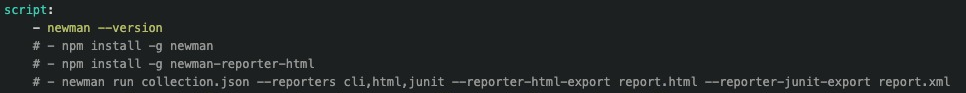 script:
    - newman --version
    # - npm install -g newman
    # - npm install -g newman-reporter-html
    # - newman run collection.json --reporters cli,html,junit --reporter-html-export report.html --reporter-junit-export report.xml